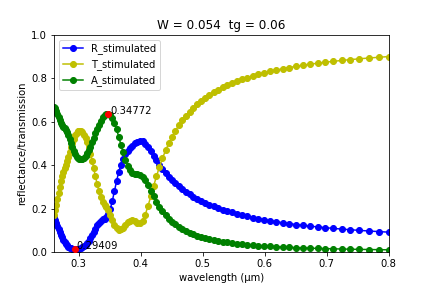 W = 0.054 tg = 0.06
reflectance/transmission
1.0
0.8
0.6
0.4
0.2
0.0
R_stimulated
T_stimulated
A_stimulated
0.34772
0.29409
0.3 0.4 0.5 0.6 0.7 0.8
wavelength (μm)